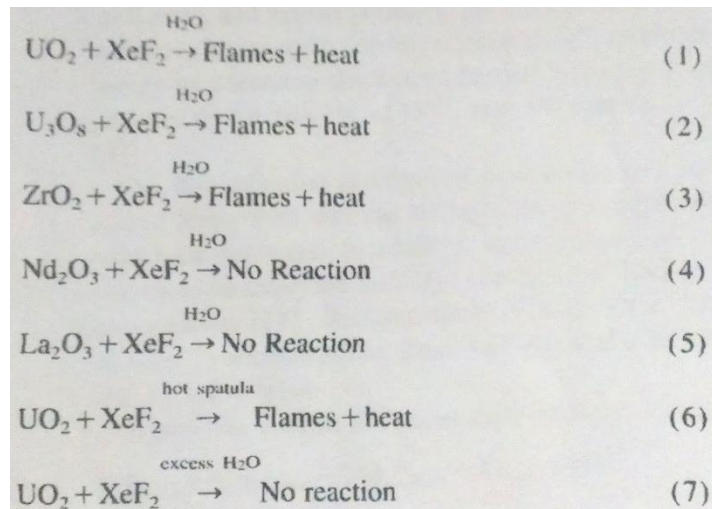 H₂O
UO₂ + XeF₂ → Flames + heat (1)
H₂O
U₃O₈ + XeF₂ → Flames + heat (2)
H₂O
ZrO₂ + XeF₂ → Flames + heat (3)
H₂O
Nd₂O₃ + XeF₂ → No Reaction (4)
H₂O
La₂O₃ + XeF₂ → No Reaction (5)
hot spatula
UO₂ + XeF₂ → Flames + heat (6)
excess H₂O
UO₂ + XeF₂ → No reaction (7)